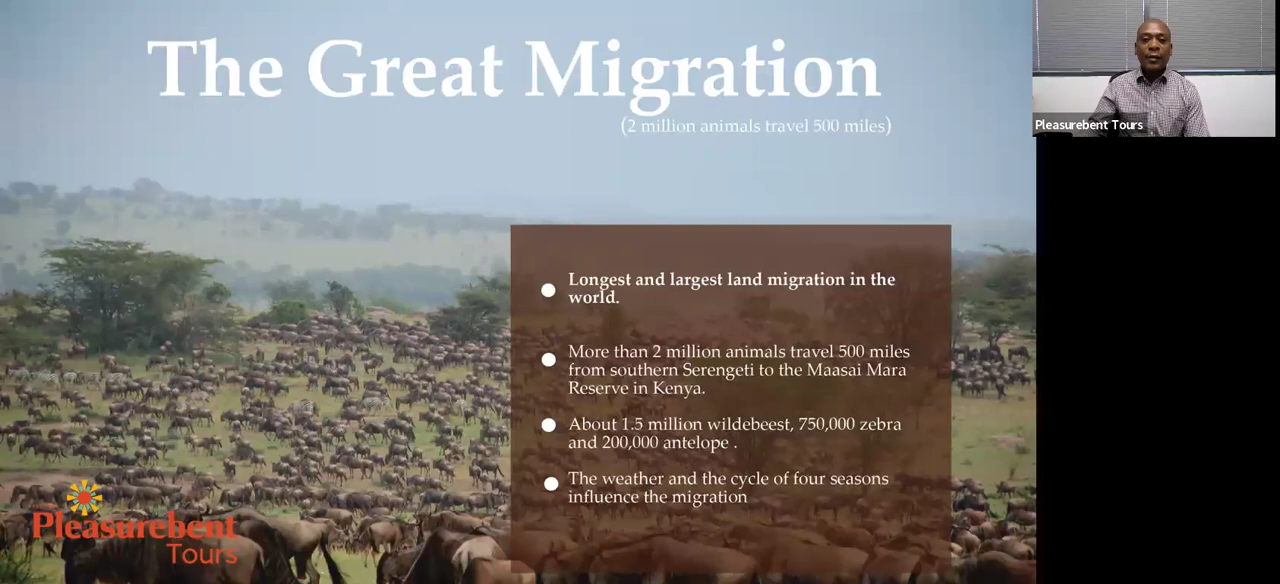 The Great Migration
(2 million animals travel 500 miles)
Pleasurebent Tours
Longest and largest land migration in the
world.
More than 2 million animals travel 500 miles
from southern Serengeti to the Maasai Mara
Reserve in Kenya.
About 1.5 million wildebeest, 750,000 zebra
and 200,000 antelope .
The weather and the cycle of four seasons
influence the migration
Pleasurebent
Tours